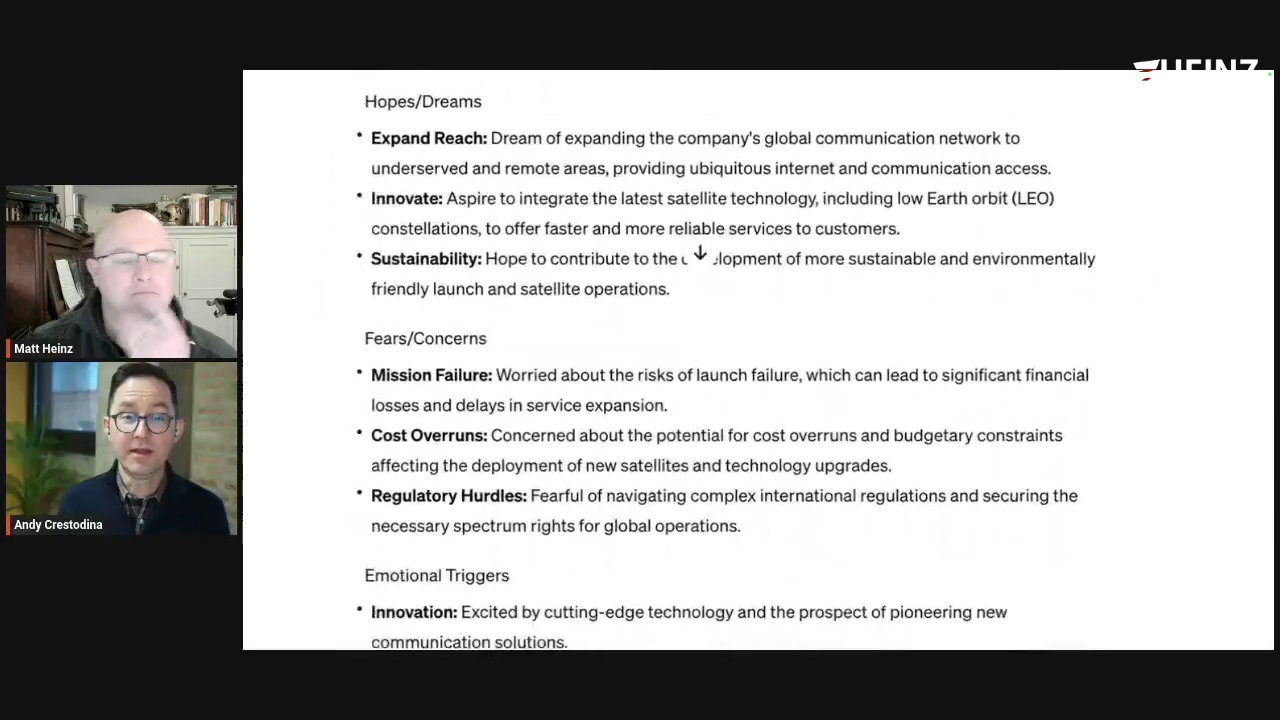 HEINZ
Hopes/Dreams
• Expand Reach: Dream of expanding the company's global communication network to
underserved and remote areas, providing ubiquitous internet and communication access.
• Innovate: Aspire to integrate the latest satellite technology, including low Earth orbit (LEO)
constellations, to offer faster and more reliable services to customers.
• Sustainability: Hope to contribute to the lopment of more sustainable and environmentally
friendly launch and satellite operations.
Fears/Concerns
• Mission Failure: Worried about the risks of launch failure, which can lead to significant financial
losses and delays in service expansion.
• Cost Overruns: Concerned about the potential for cost overruns and budgetary constraints
affecting the deployment of new satellites and technology upgrades.
• Regulatory Hurdles: Fearful of navigating complex international regulations and securing the
necessary spectrum rights for global operations.
Emotional Triggers
• Innovation: Excited by cutting-edge technology and the prospect of pioneering new
communication solutions.
Matt Heinz
Andy Crestodina